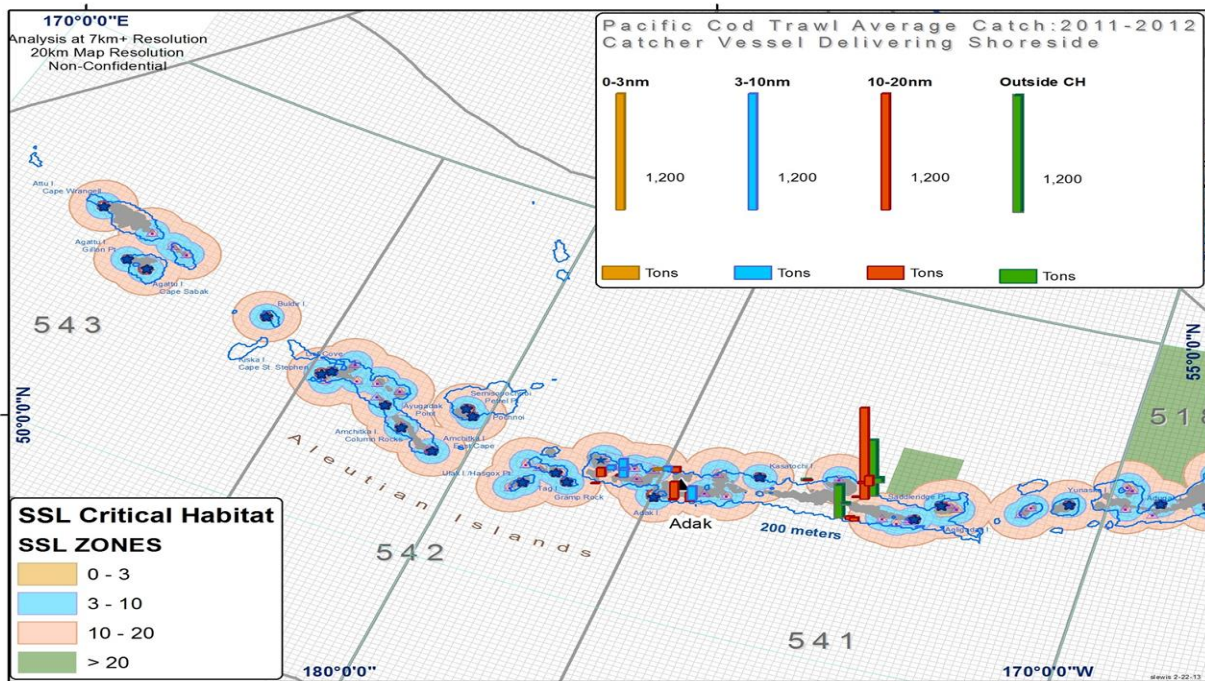 170°0'0"E
Analysis at 7km+ Resolution
20km Map Resolution
Non-Confidential
Pacific Cod Trawl Average Catch:2011-2012
Catcher Vessel Delivering Shoreside
0-3nm 3-10nm 10-20nm Outside CH
1,200 1,200 1,200 1,200
Tons Tons Tons Tons
Attu I.
Cape Wrangell
Agattu I.
Gillon Pt
Agattu I.
Cape Sabak
Buldir I.
543
Kiska I.
Cape St. Stephen
Ayugadak
Point
Amchitka I.
Column Rocks
Amchitka I.
East Cape
Semisopochnoi
Ulak I./Hasgox Pt.
Tag I.
Gramp Rock
Adak I.
Adak
Kasatochi I.
200 meters
Saddleridge Pt.
Yunaska
50°0'0"N
55°0'0"N
518
Aleutian Islands
542
541
SSL Critical Habitat
SSL ZONES
0 - 3
3 - 10
10 - 20
> 20
180°0'0"
170°0'0"W